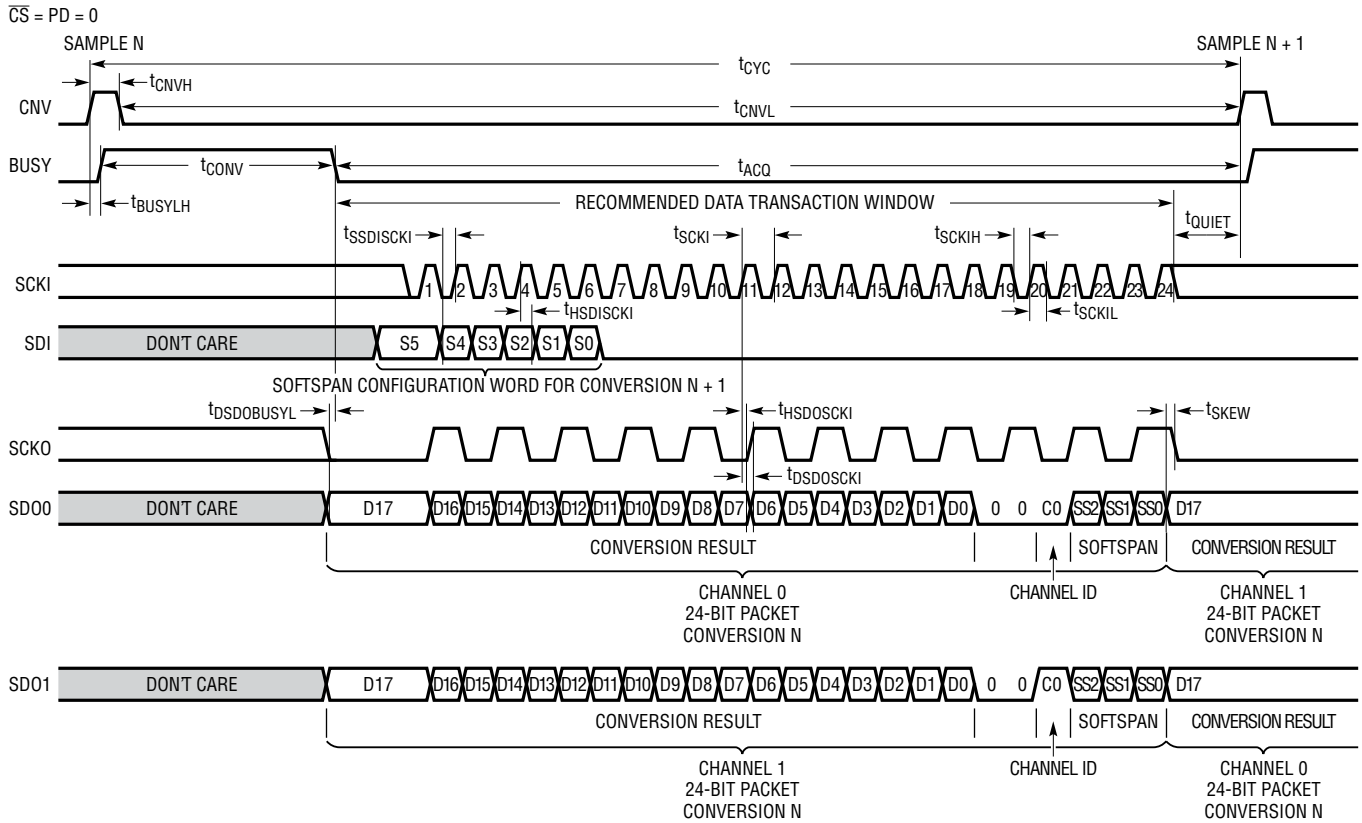 CS = PD = 0
SAMPLE N
SAMPLE N + 1
tCYC
tCNVH
CNV
tCNVL
BUSY
tCONV
tACQ
tBUSYLH
RECOMMENDED DATA TRANSACTION WINDOW
tQUIET
tSSDISCKI
tSCKI
tSCKIH
SCKI
1 2 3 4 5 6 7 8 9 10 11 12 13 14 15 16 17 18 19 20 21 22 23 24
tHSDISCKI
tSCKIL
SDI
DON'T CARE
S5 S4 S3 S2 S1 S0
SOFTSPAN CONFIGURATION WORD FOR CONVERSION N + 1
tDSDOBUSYL
tHSDOSCKI
tSKEW
SCKO
tDSDOSCKI
SDO0
DON'T CARE
D17 D16 D15 D14 D13 D12 D11 D10 D9 D8 D7 D6 D5 D4 D3 D2 D1 D0 0 0 C0 SS2 SS1 SS0 D17
CONVERSION RESULT
SOFTSPAN
CONVERSION RESULT
CHANNEL 0
24-BIT PACKET
CONVERSION N
CHANNEL ID
CHANNEL 1
24-BIT PACKET
CONVERSION N
SDO1
DON'T CARE
D17 D16 D15 D14 D13 D12 D11 D10 D9 D8 D7 D6 D5 D4 D3 D2 D1 D0 0 0 C0 SS2 SS1 SS0 D17
CONVERSION RESULT
SOFTSPAN
CONVERSION RESULT
CHANNEL 1
24-BIT PACKET
CONVERSION N
CHANNEL ID
CHANNEL 0
24-BIT PACKET
CONVERSION N